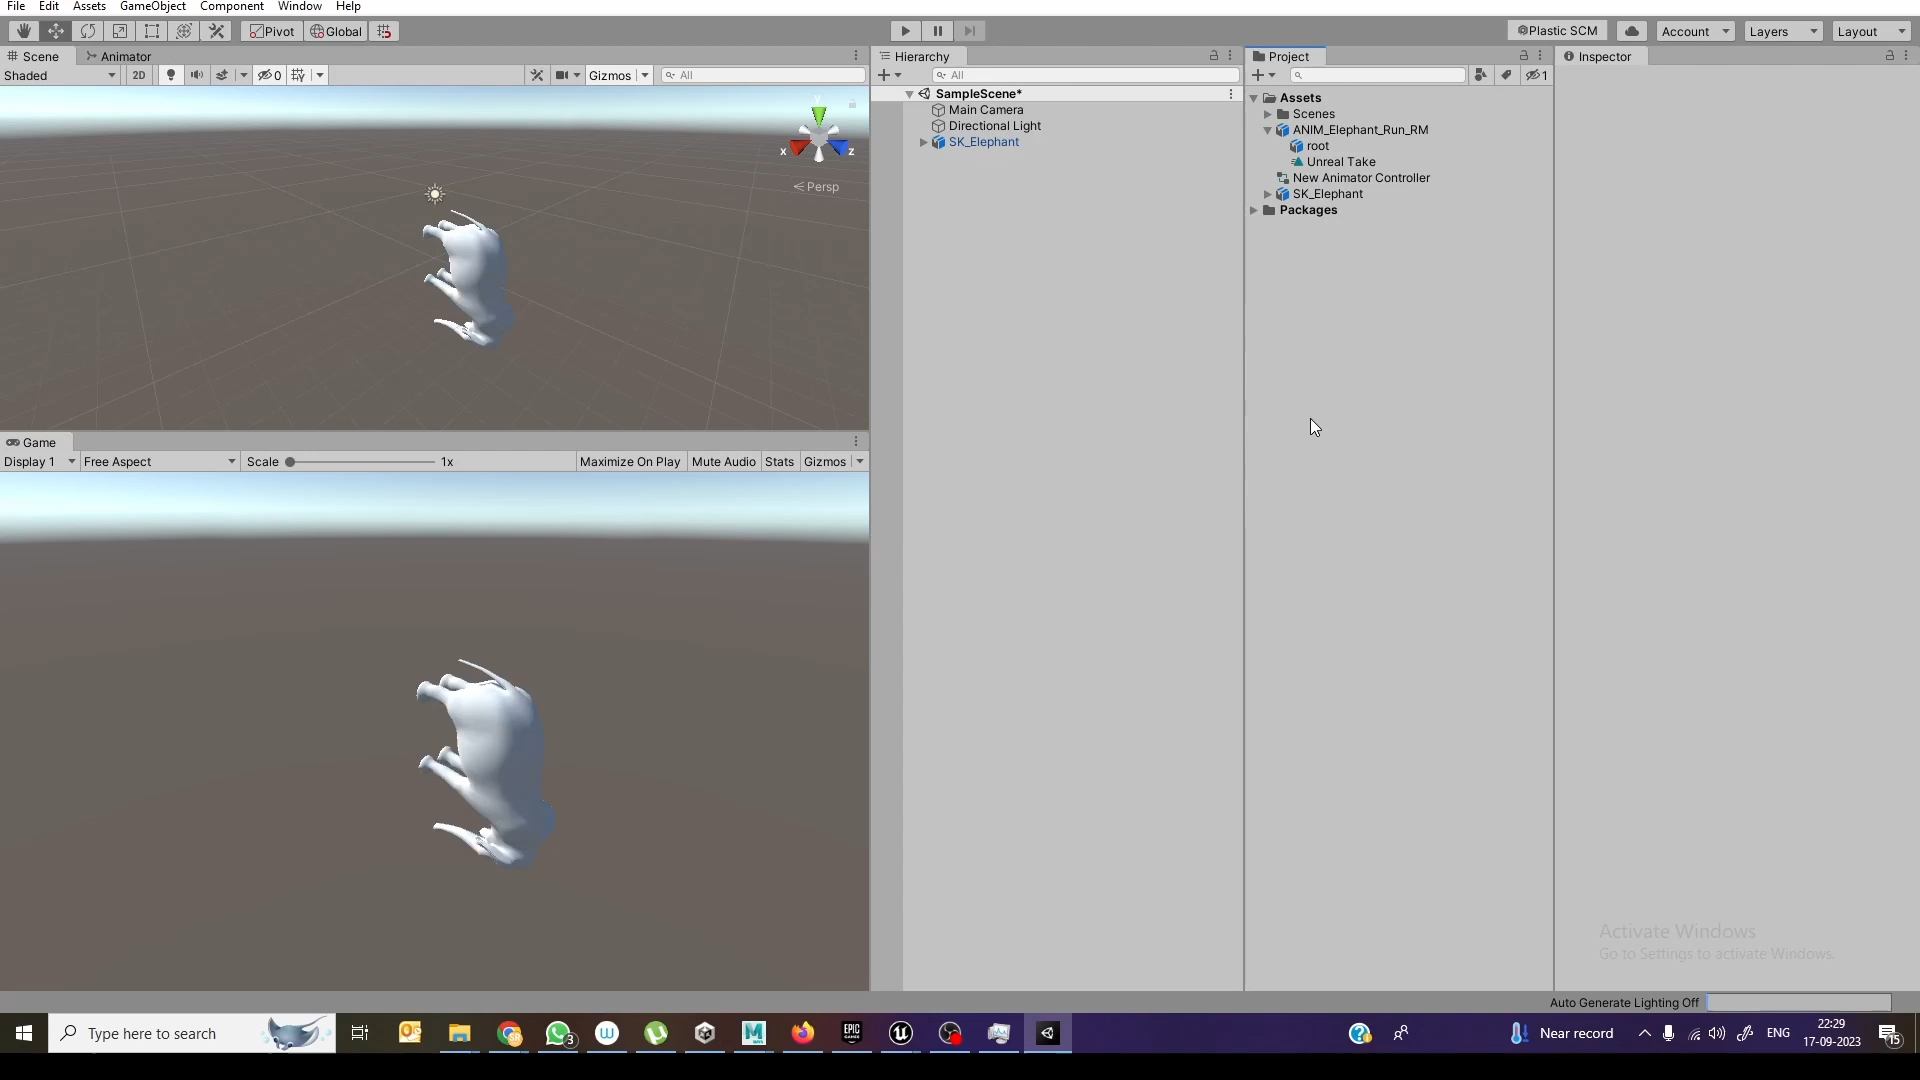 File Edit Assets GameObject Component Window Help
Pivot Global Plastic SCM Account Layers Layout
Scene Animator
Shaded 2D 0 Gizmos All
y
x z
Persp
Game
Display 1 Free Aspect Scale 1x Maximize On Play Mute Audio Stats Gizmos
Hierarchy
All
SampleScene*
Main Camera
Directional Light
SK_Elephant
Project
1
Assets
Scenes
ANIM_Elephant_Run_RM
root
Unreal Take
New Animator Controller
SK_Elephant
Packages
Inspector
Activate Windows
Go to Settings to activate Windows.
Auto Generate Lighting Off
Type here to search 3 Near record ENG 22:29
17-09-2023 15